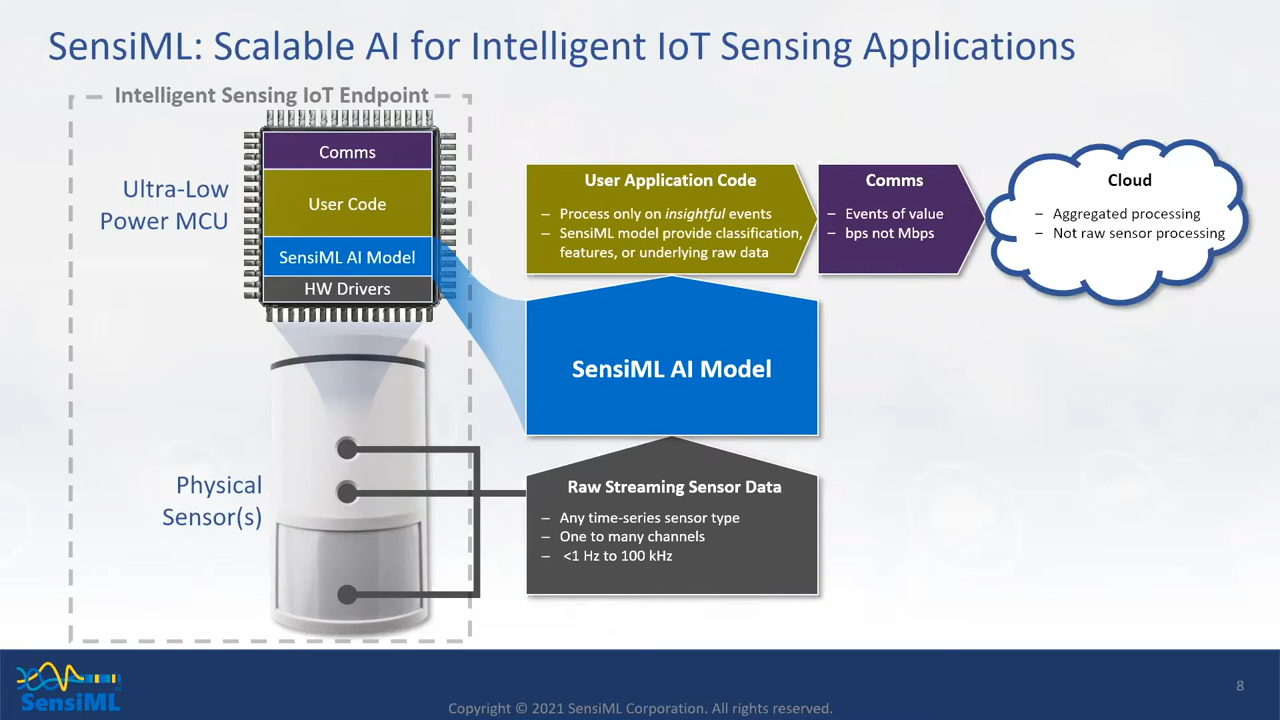 SensiML: Scalable AI for Intelligent IoT Sensing Applications
Intelligent Sensing IoT Endpoint
Ultra-Low
Power MCU
Comms
User Code
SensiML AI Model
HW Drivers
Physical
Sensor(s)
User Application Code
– Process only on insightful events
– SensiML model provide classification,
features, or underlying raw data
Comms
– Events of value
– bps not Mbps
Cloud
– Aggregated processing
– Not raw sensor processing
SensiML AI Model
Raw Streaming Sensor Data
– Any time-series sensor type
– One to many channels
– <1 Hz to 100 kHz
SensiML
Copyright © 2021 SensiML Corporation. All rights reserved.
8